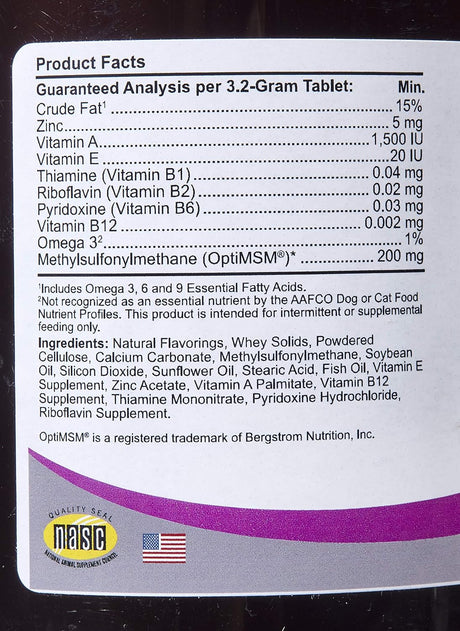 Product Facts
Guaranteed Analysis per 3.2-Gram Tablet: Min.
Crude Fat¹ ........ 15%
Zinc........ 5 mg
Vitamin A........ 1,500 IU
Vitamin E ........ 20 IU
Thiamine (Vitamin B1) ........ 0.04 mg
Riboflavin (Vitamin B2) ........ 0.02 mg
Pyridoxine (Vitamin B6)........ 0.03 mg
Vitamin B12 ........ 0.002 mg
Omega 3²........ 1%
Methylsulfonylmethane (OptiMSM®)* ........ 200 mg
¹Includes Omega 3, 6 and 9 Essential Fatty Acids.
²Not recognized as an essential nutrient by the AAFCO Dog or Cat Food
Nutrient Profiles. This product is intended for intermittent or supplemental
feeding only.
Ingredients: Natural Flavorings, Whey Solids, Powdered
Cellulose, Calcium Carbonate, Methylsulfonylmethane, Soybean
Oil, Silicon Dioxide, Sunflower Oil, Stearic Acid, Fish Oil, Vitamin E
Supplement, Zinc Acetate, Vitamin A Palmitate, Vitamin B12
Supplement, Thiamine Mononitrate, Pyridoxine Hydrochloride,
Riboflavin Supplement.
OptiMSM® is a registered trademark of Bergstrom Nutrition, Inc.
QUALITY SEAL
nasc
NATIONAL ANIMAL SUPPLEMENT COUNCIL